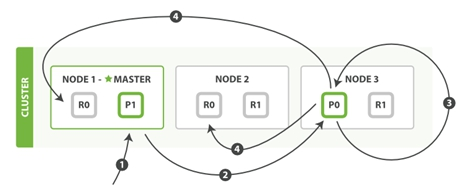 4
NODE 1 - ★ MASTER
NODE 2
NODE 3
CLUSTER
R0
P1
R0
R1
P0
R1
3
4
1
2